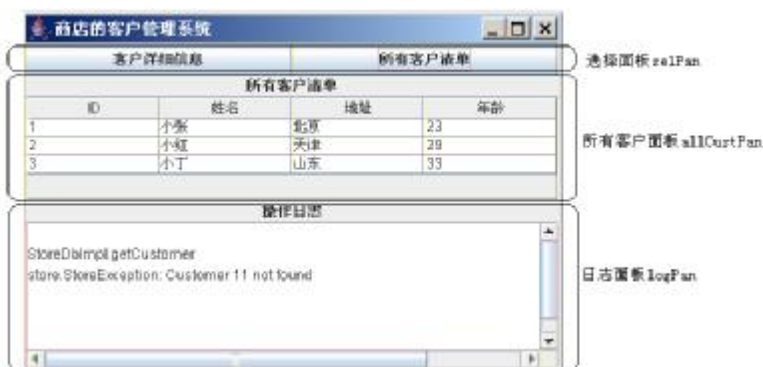 商店的客户管理系统
客户详细信息 所有客户清单 选择面板 selPan
所有客户清单
ID 姓名 地址 年龄
1 小张 北京 23
2 小红 天津 29
3 小丁 山东 33
所有客户面板 allCustPan
操作日志
StoreDbImpl.getCustomer
store.StoreException: Customer 11 not found
日志面板 logPan